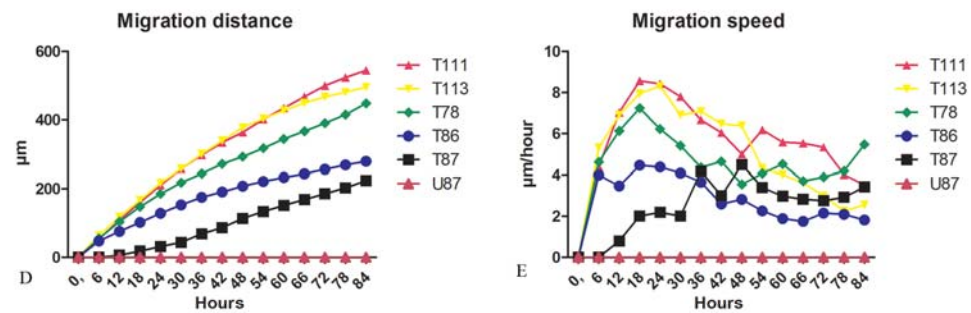 Migration distance
600
400
200
0
µm
0, 6 12 18 24 30 36 42 48 54 60 66 72 78 84
Hours
T111
T113
T78
T86
T87
U87
D
Migration speed
10
8
6
4
2
0
µm/hour
0, 6 12 18 24 30 36 42 48 54 60 66 72 78 84
Hours
T111
T113
T78
T86
T87
U87
E